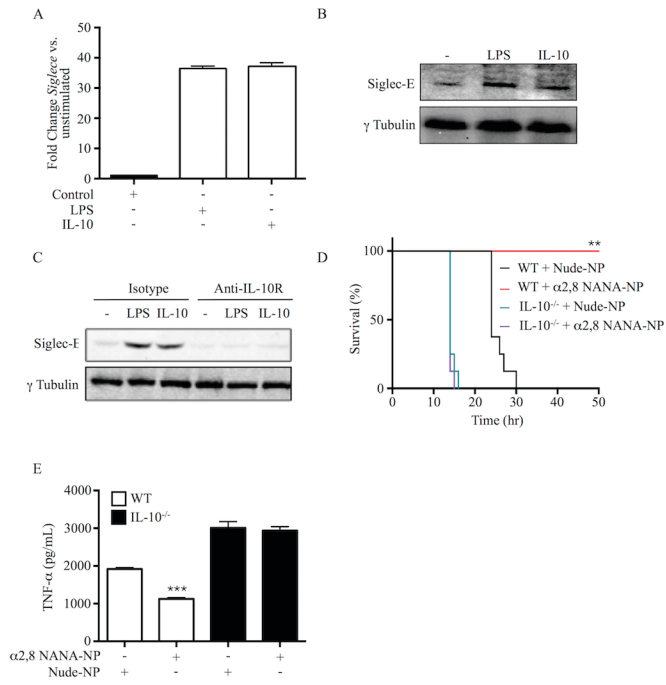 A
Fold Change Siglece vs.
unstimulated
50
40
30
20
10
0
Control + - -
LPS - + -
IL-10 - - +
B
- LPS IL-10
Siglec-E
γ Tubulin
C
Isotype Anti-IL-10R
- LPS IL-10 - LPS IL-10
Siglec-E
γ Tubulin
D
Survival (%)
100
50
0
0 10 20 30 40 50
Time (hr)
**
WT + Nude-NP
WT + α2,8 NANA-NP
IL-10-/- + Nude-NP
IL-10-/- + α2,8 NANA-NP
E
TNF-α (pg/mL)
4000
3000
2000
1000
0
WT
IL-10-/-
***
α2,8 NANA-NP - + - +
Nude-NP + - + -